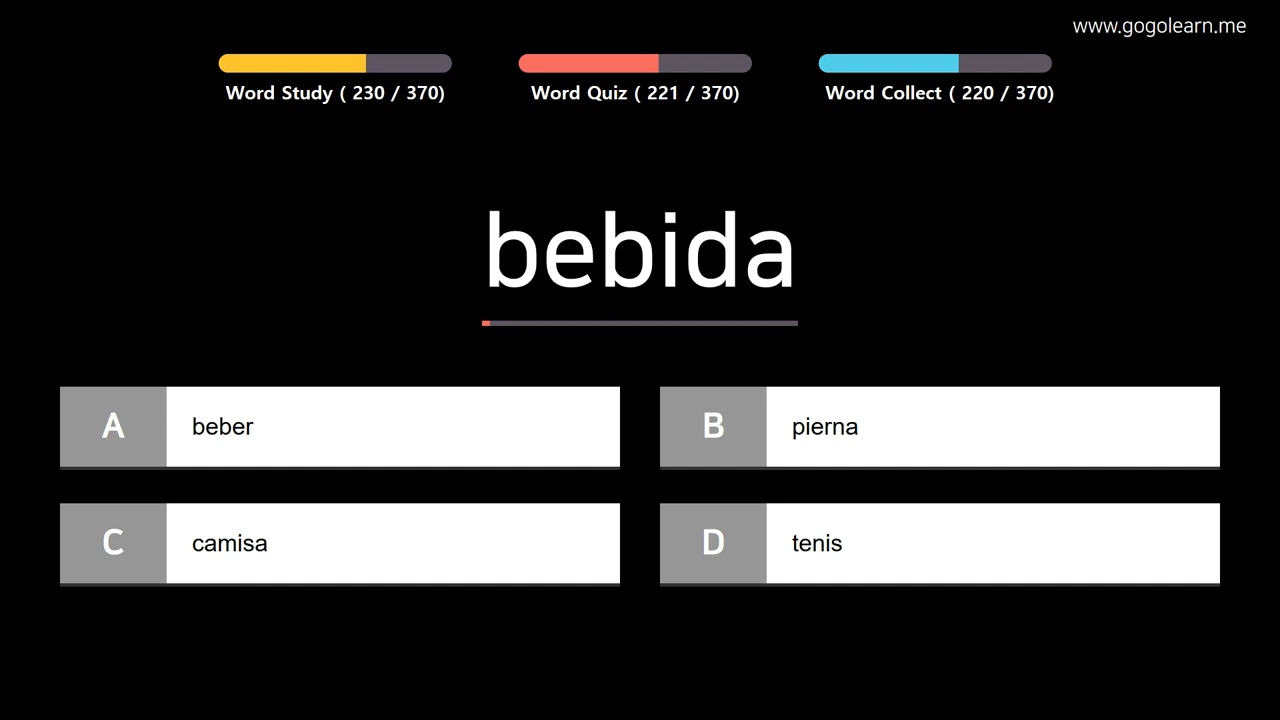 www.gogolearn.me
Word Study ( 230 / 370)
Word Quiz ( 221 / 370)
Word Collect ( 220 / 370)
bebida
A beber
B pierna
C camisa
D tenis